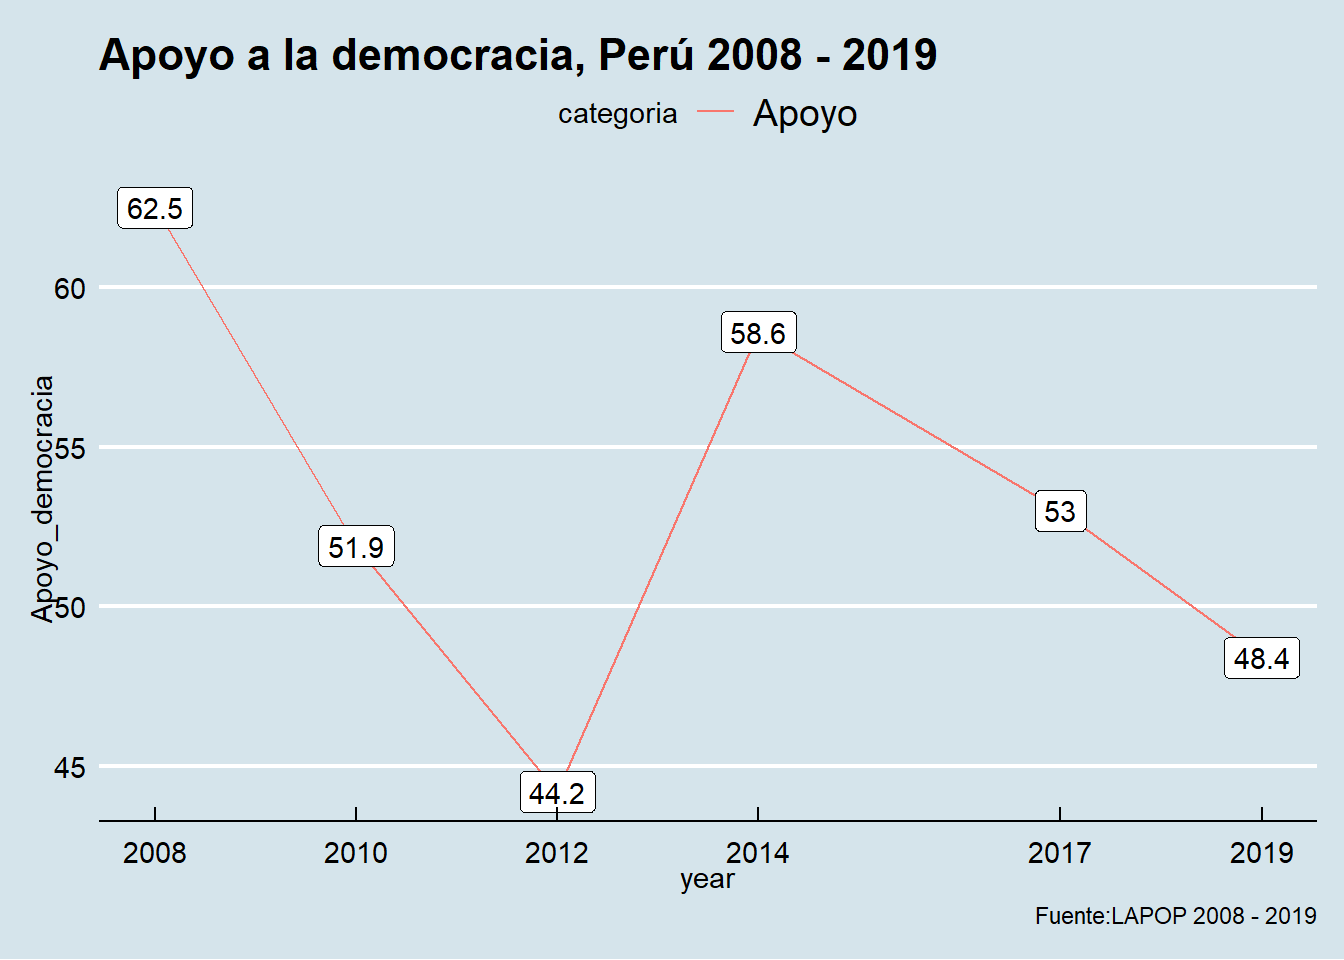 Apoyo a la democracia, Perú 2008 - 2019
categoria Apoyo
62.5
60
58.6
Apoyo_democracia
55
51.9
53
50
48.4
45
44.2
2008 2010 2012 2014 2017 2019
year
Fuente:LAPOP 2008 - 2019